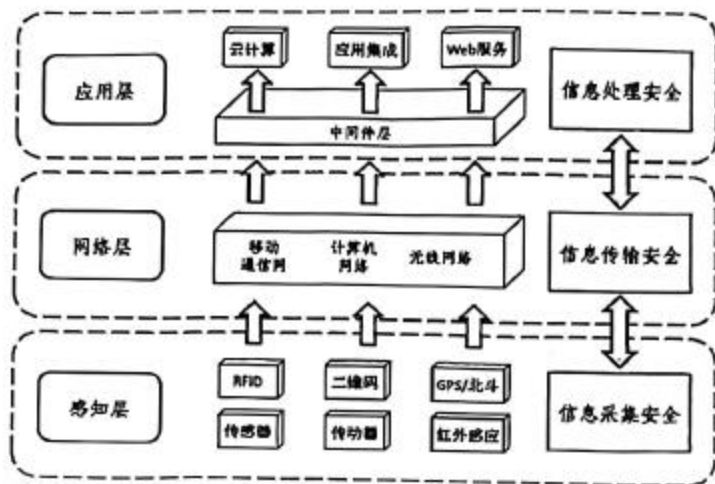 云计算
应用集成
Web服务
应用层
中间件层
信息处理安全
网络层
移动
通信网
计算机
网络
无线网络
信息传输安全
感知层
RFID
二维码
GPS/北斗
传感器
传动器
红外感应
信息采集安全